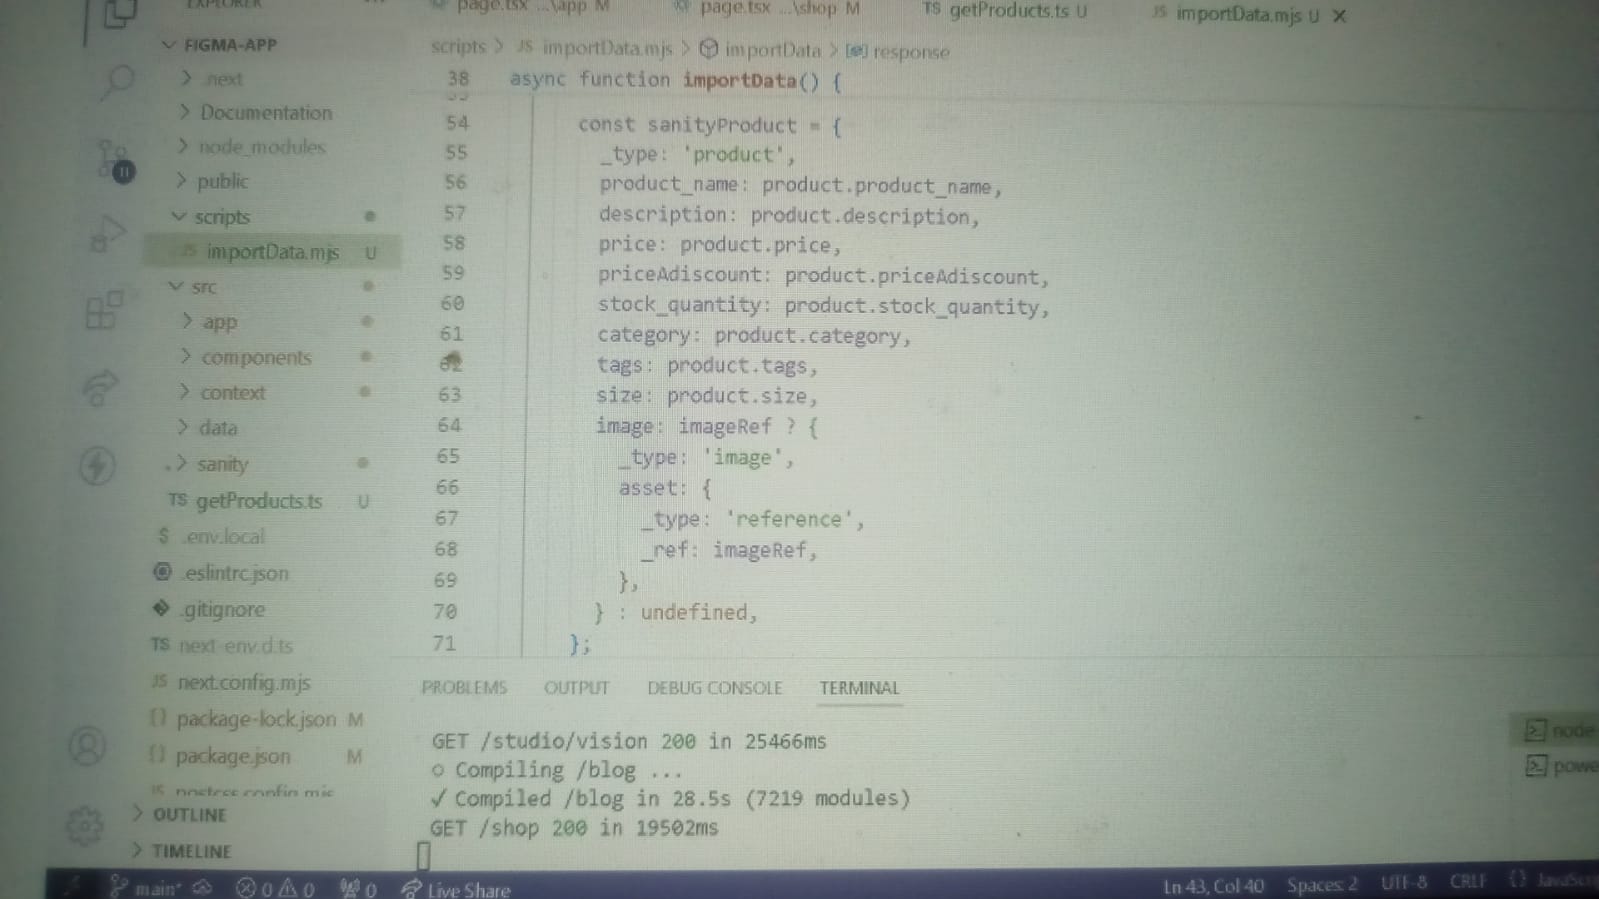 EXPLORER
page.tsx ...\app M
page.tsx ...\shop M
TS getProducts.ts U
JS importData.mjs U ×
FIGMA-APP
.next
Documentation
node_modules
public
scripts
JS importData.mjs U
src
app
components
context
data
sanity
TS getProducts.ts U
$ .env.local
.eslintrc.json
.gitignore
TS next-env.d.ts
JS next.config.mjs
{} package-lock.json M
{} package.json M
JS postcss.config.mjs
OUTLINE
TIMELINE
scripts > JS importData.mjs > importData > response
38 async function importData() {
54 const sanityProduct = {
55 _type: 'product',
56 product_name: product.product_name,
57 description: product.description,
58 price: product.price,
59 priceAdiscount: product.priceAdiscount,
60 stock_quantity: product.stock_quantity,
61 category: product.category,
62 tags: product.tags,
63 size: product.size,
64 image: imageRef ? {
65 _type: 'image',
66 asset: {
67 _type: 'reference',
68 _ref: imageRef,
69 },
70 } : undefined,
71 };
PROBLEMS OUTPUT DEBUG CONSOLE TERMINAL
GET /studio/vision 200 in 25466ms
○ Compiling /blog ...
✓ Compiled /blog in 28.5s (7219 modules)
GET /shop 200 in 19502ms
node
powe
main* 0 0 0 Live Share
Ln 43, Col 40 Spaces: 2 UTF-8 CRLF {} JavaScri